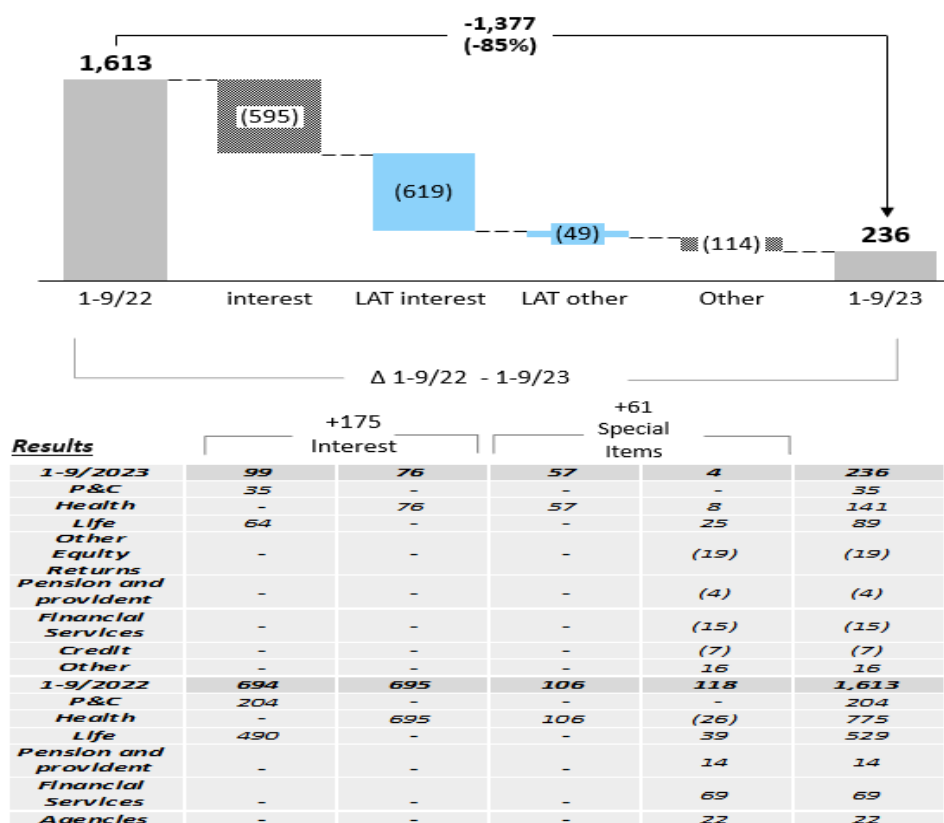 -1,377
(-85%)
1,613
(595)
(619)
(49)
(114)
236
1-9/22 interest LAT interest LAT other Other 1-9/23
Δ 1-9/22 - 1-9/23
+175
Interest
+61
Special
Items
Results
1-9/2023 99 76 57 4 236
P&C 35 - - - 35
Health - 76 57 8 141
Life 64 - - 25 89
Other
Equity
Returns
- - - (19) (19)
Pension and
provident
- - - (4) (4)
Financial
Services
- - - (15) (15)
Credit - - - (7) (7)
Other - - - 16 16
1-9/2022 694 695 106 118 1,613
P&C 204 - - - 204
Health - 695 106 (26) 775
Life 490 - - 39 529
Pension and
provident
- - - 14 14
Financial
Services
- - - 69 69
Agencies - - - 22 22